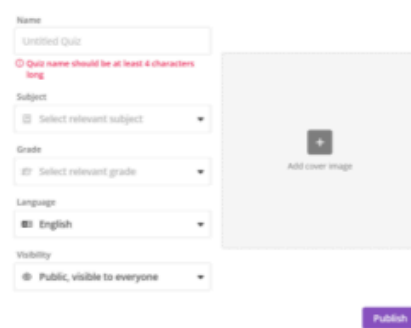 Name
Untitled Quiz
Quiz name should be at least 4 characters
long
Subject
Select relevant subject
Grade
Select relevant grade
Language
English
Visibility
Public, visible to everyone
Add cover image
Publish